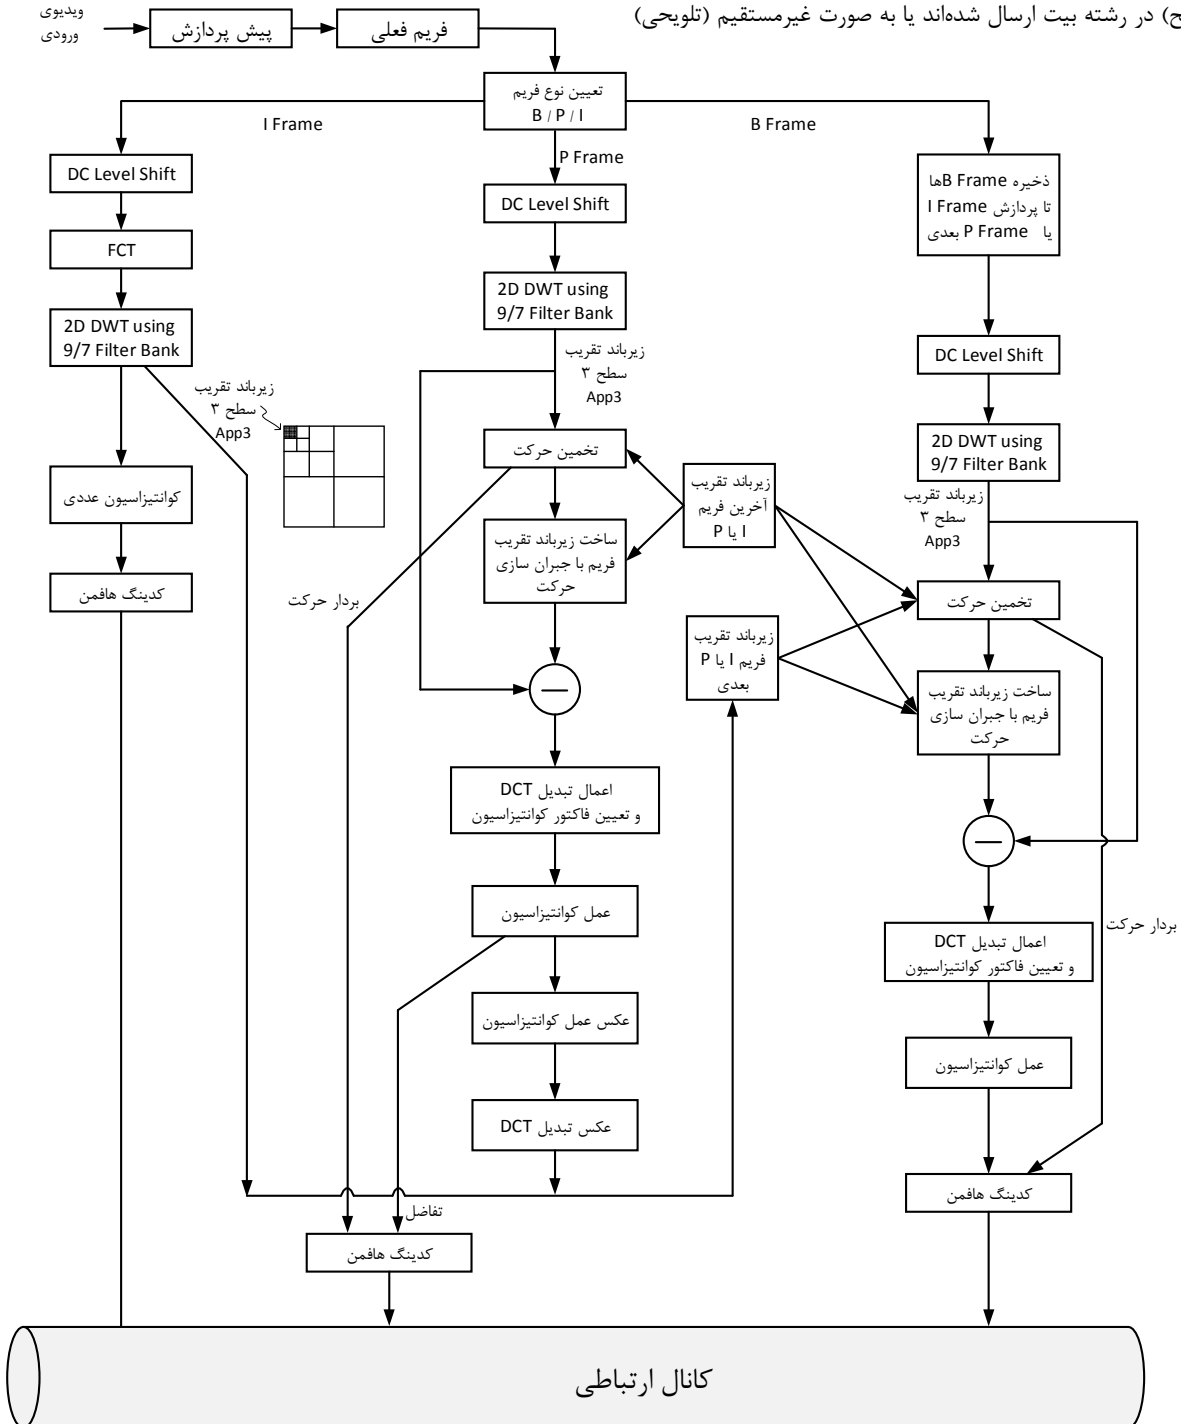 ح) در رشته بیت ارسال شده‌اند یا به صورت غیرمستقیم (تلویحی)
ویدیوی
ورودی
پیش پردازش
فریم فعلی
تعیین نوع فریم
B / P / I
I Frame
P Frame
B Frame
DC Level Shift
FCT
2D DWT using
9/7 Filter Bank
زیرباند تقریب
سطح ۳
App3
کوانتیزاسیون عددی
کدینگ هافمن
DC Level Shift
2D DWT using
9/7 Filter Bank
زیرباند تقریب
سطح ۳
App3
تخمین حرکت
ساخت زیرباند تقریب
فریم با جبران سازی
حرکت
بردار حرکت
—
اعمال تبدیل DCT
و تعیین فاکتور کوانتیزاسیون
عمل کوانتیزاسیون
عکس عمل کوانتیزاسیون
عکس تبدیل DCT
تفاضل
کدینگ هافمن
زیرباند تقریب
آخرین فریم
I یا P
زیرباند تقریب
فریم I یا P
بعدی
ذخیره B Frameها
تا پردازش I Frame
یا P Frame بعدی
DC Level Shift
2D DWT using
9/7 Filter Bank
زیرباند تقریب
سطح ۳
App3
تخمین حرکت
ساخت زیرباند تقریب
فریم با جبران سازی
حرکت
—
بردار حرکت
اعمال تبدیل DCT
و تعیین فاکتور کوانتیزاسیون
عمل کوانتیزاسیون
کدینگ هافمن
کانال ارتباطی